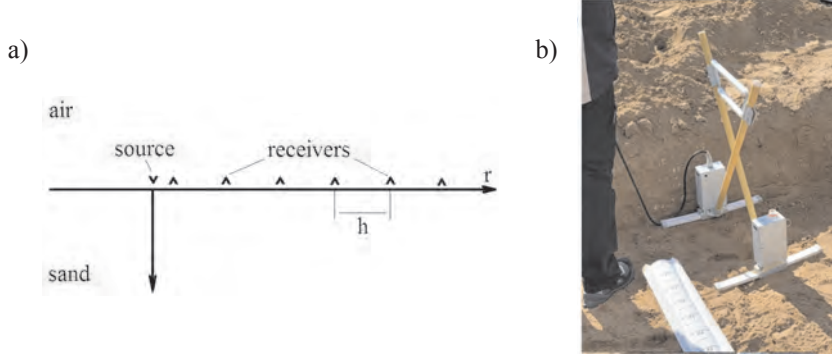 a)
air
source
receivers
r
h
sand
b)